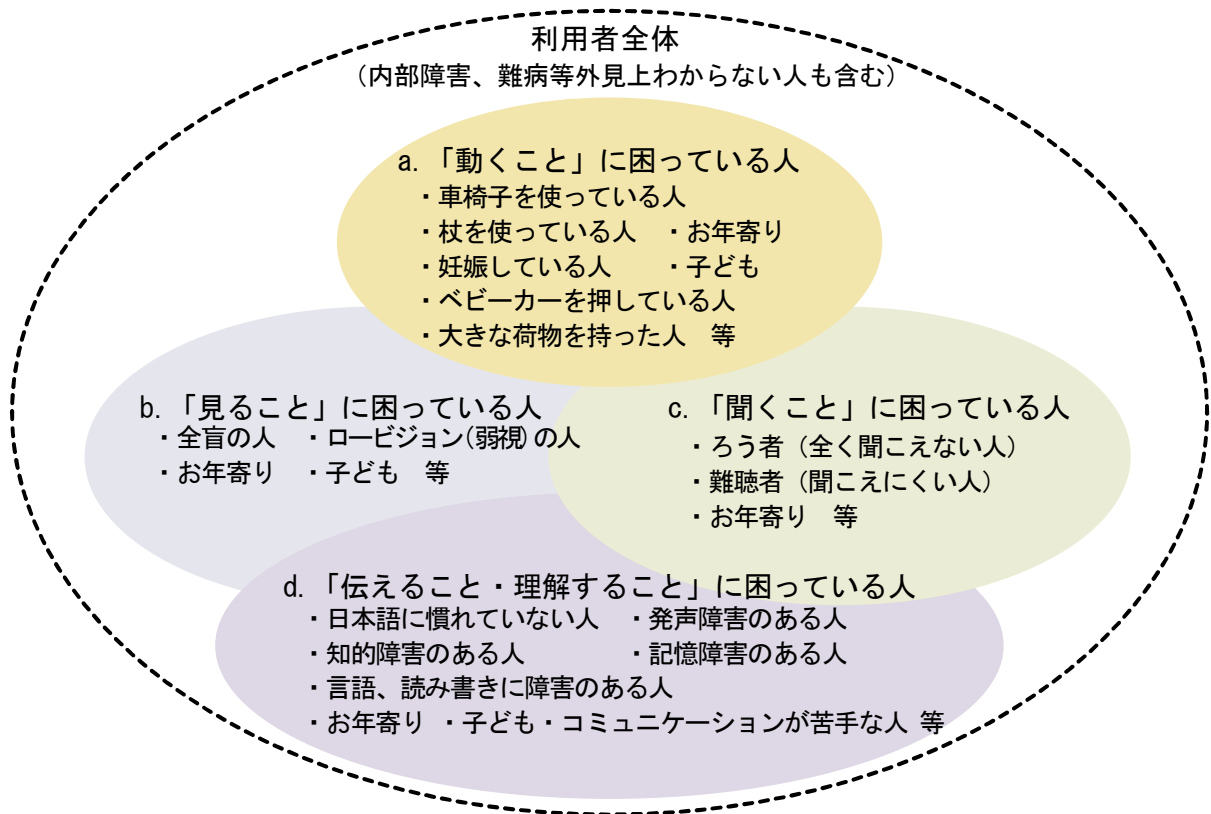 利用者全体
（内部障害、難病等外見上わからない人も含む）
a. 「動くこと」に困っている人
・車椅子を使っている人
・杖を使っている人　・お年寄り
・妊娠している人　　・子ども
・ベビーカーを押している人
・大きな荷物を持った人　等
b. 「見ること」に困っている人
・全盲の人　・ロービジョン（弱視）の人
・お年寄り　・子ども　等
c. 「聞くこと」に困っている人
・ろう者（全く聞こえない人）
・難聴者（聞こえにくい人）
・お年寄り　等
d. 「伝えること・理解すること」に困っている人
・日本語に慣れていない人　・発声障害のある人
・知的障害のある人　　　　・記憶障害のある人
・言語、読み書きに障害のある人
・お年寄り ・子ども・コミュニケーションが苦手な人 等